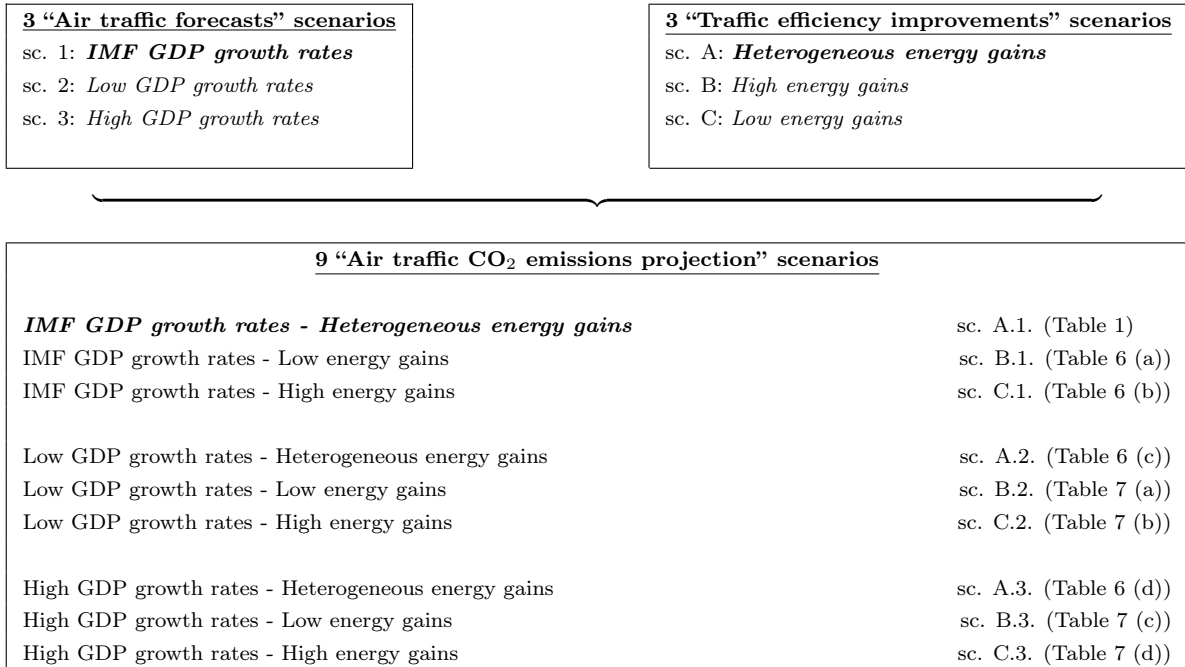 3 “Air traffic forecasts” scenarios
sc. 1: IMF GDP growth rates
sc. 2: Low GDP growth rates
sc. 3: High GDP growth rates
3 “Traffic efficiency improvements” scenarios
sc. A: Heterogeneous energy gains
sc. B: High energy gains
sc. C: Low energy gains
9 “Air traffic CO₂ emissions projection” scenarios
IMF GDP growth rates - Heterogeneous energy gains sc. A.1. (Table 1)
IMF GDP growth rates - Low energy gains sc. B.1. (Table 6 (a))
IMF GDP growth rates - High energy gains sc. C.1. (Table 6 (b))
Low GDP growth rates - Heterogeneous energy gains sc. A.2. (Table 6 (c))
Low GDP growth rates - Low energy gains sc. B.2. (Table 7 (a))
Low GDP growth rates - High energy gains sc. C.2. (Table 7 (b))
High GDP growth rates - Heterogeneous energy gains sc. A.3. (Table 6 (d))
High GDP growth rates - Low energy gains sc. B.3. (Table 7 (c))
High GDP growth rates - High energy gains sc. C.3. (Table 7 (d))